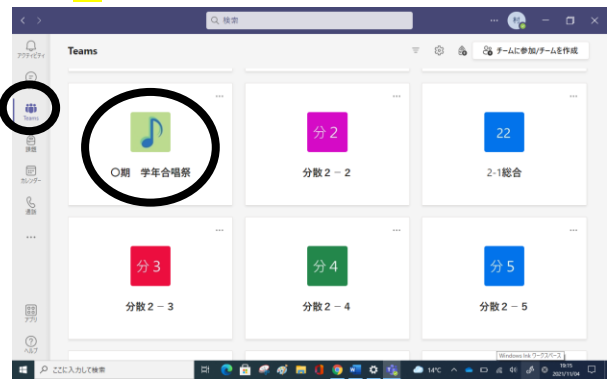 検索
アクティビティ
Teams
チームに参加/チームを作成
Teams
課題
カレンダー
通話
アプリ
ヘルプ
〇期 学年合唱祭
分2
分散2－2
22
2-1総合
分3
分散2－3
分4
分散2－4
分5
分散2－5
Windows Ink ワークスペース
ここに入力して検索
14°C
19:15
2021/11/04